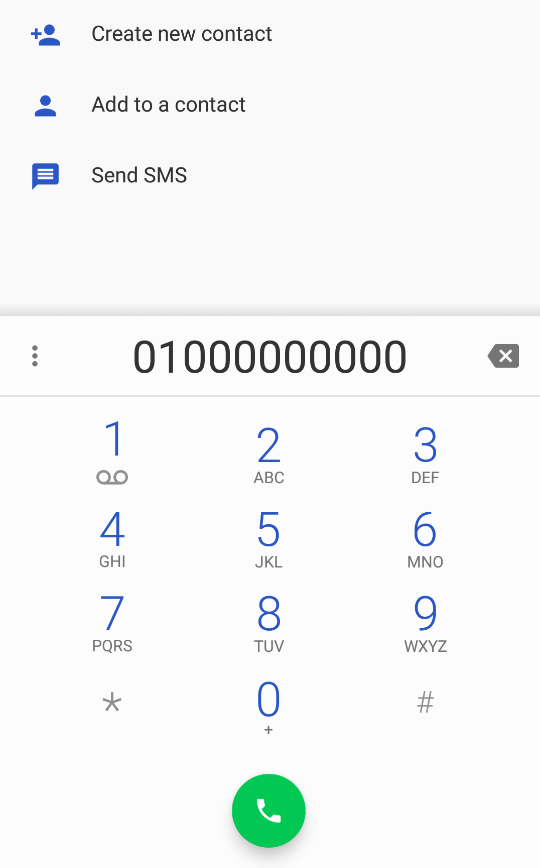 Create new contact
Add to a contact
Send SMS
01000000000
1 2 3
ABC DEF
4 5 6
GHI JKL MNO
7 8 9
PQRS TUV WXYZ
* 0 #
+